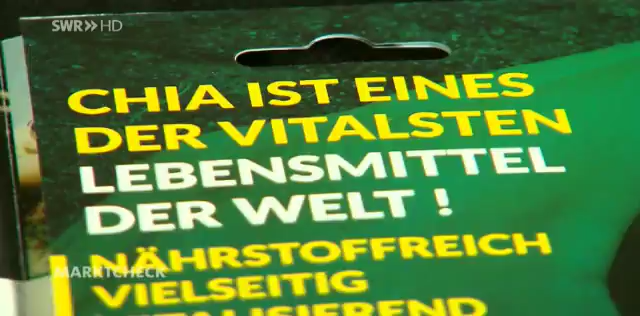 SWR HD
CHIA IST EINES
DER VITALSTEN
LEBENSMITTEL
DER WELT !
NÄHRSTOFFREICH
MARKTCHECK
VIELSEITIG